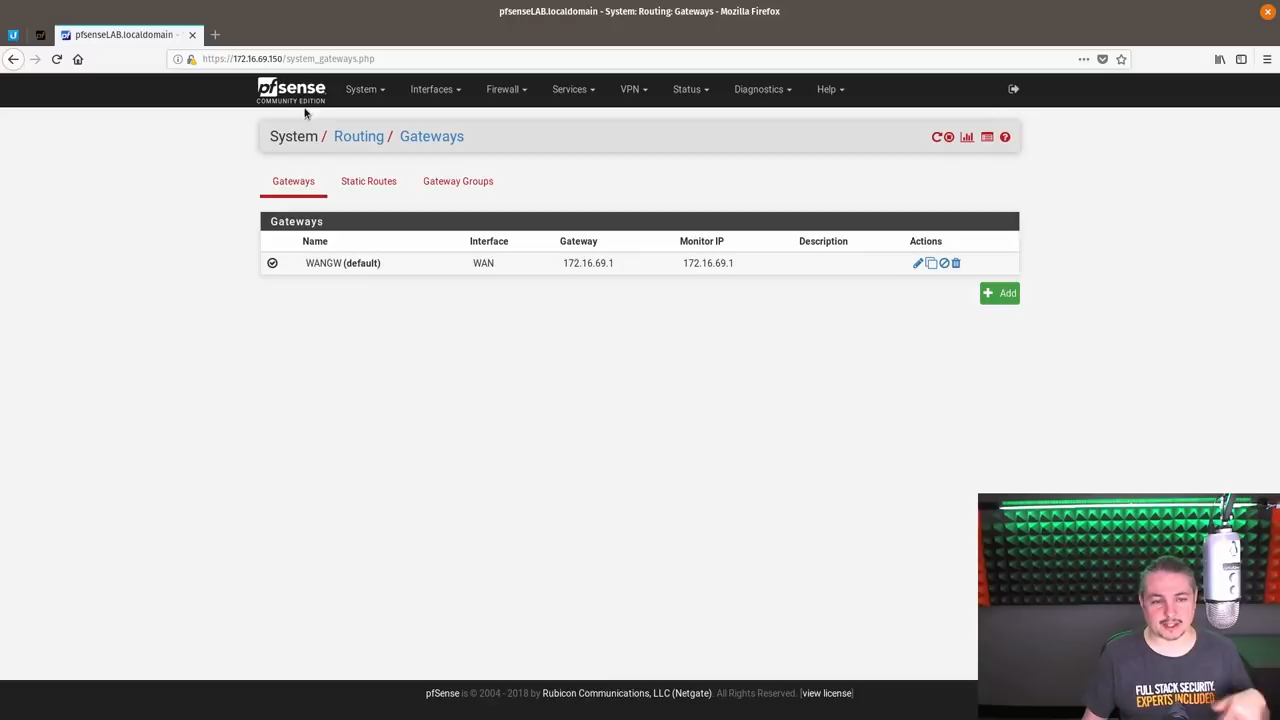 pfsenseLAB.localdomain - System: Routing: Gateways - Mozilla Firefox
pfsenseLAB.localdomain -
https://172.16.69.150/system_gateways.php
pfsense
COMMUNITY EDITION
System Interfaces Firewall Services VPN Status Diagnostics Help
System / Routing / Gateways
Gateways Static Routes Gateway Groups
Gateways
Name Interface Gateway Monitor IP Description Actions
WANGW (default) WAN 172.16.69.1 172.16.69.1
Add
FULL STACK SECURITY.
EXPERTS INCLUDED.
pfSense is © 2004 - 2018 by Rubicon Communications, LLC (Netgate). All Rights Reserved. [view license]